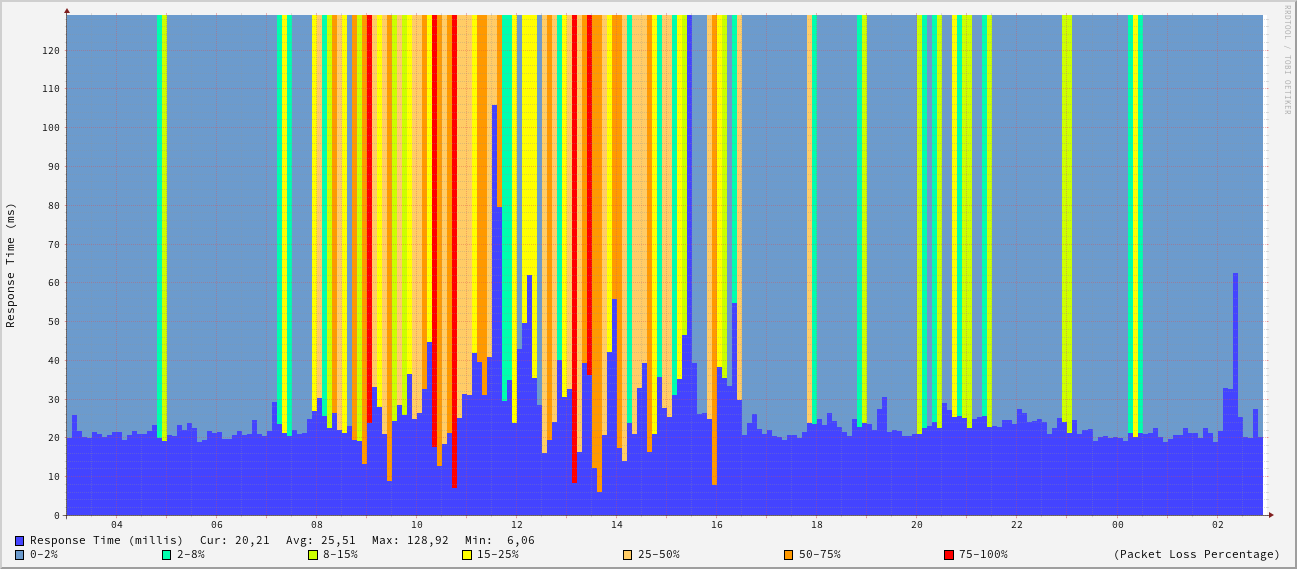 RRDTOOL / TOBI OETIKER
Response Time (ms)
120
110
100
90
80
70
60
50
40
30
20
10
0
04 06 08 10 12 14 16 18 20 22 00 02
Response Time (millis) Cur: 20,21 Avg: 25,51 Max: 128,92 Min: 6,06
0-2% 2-8% 8-15% 15-25% 25-50% 50-75% 75-100% (Packet Loss Percentage)